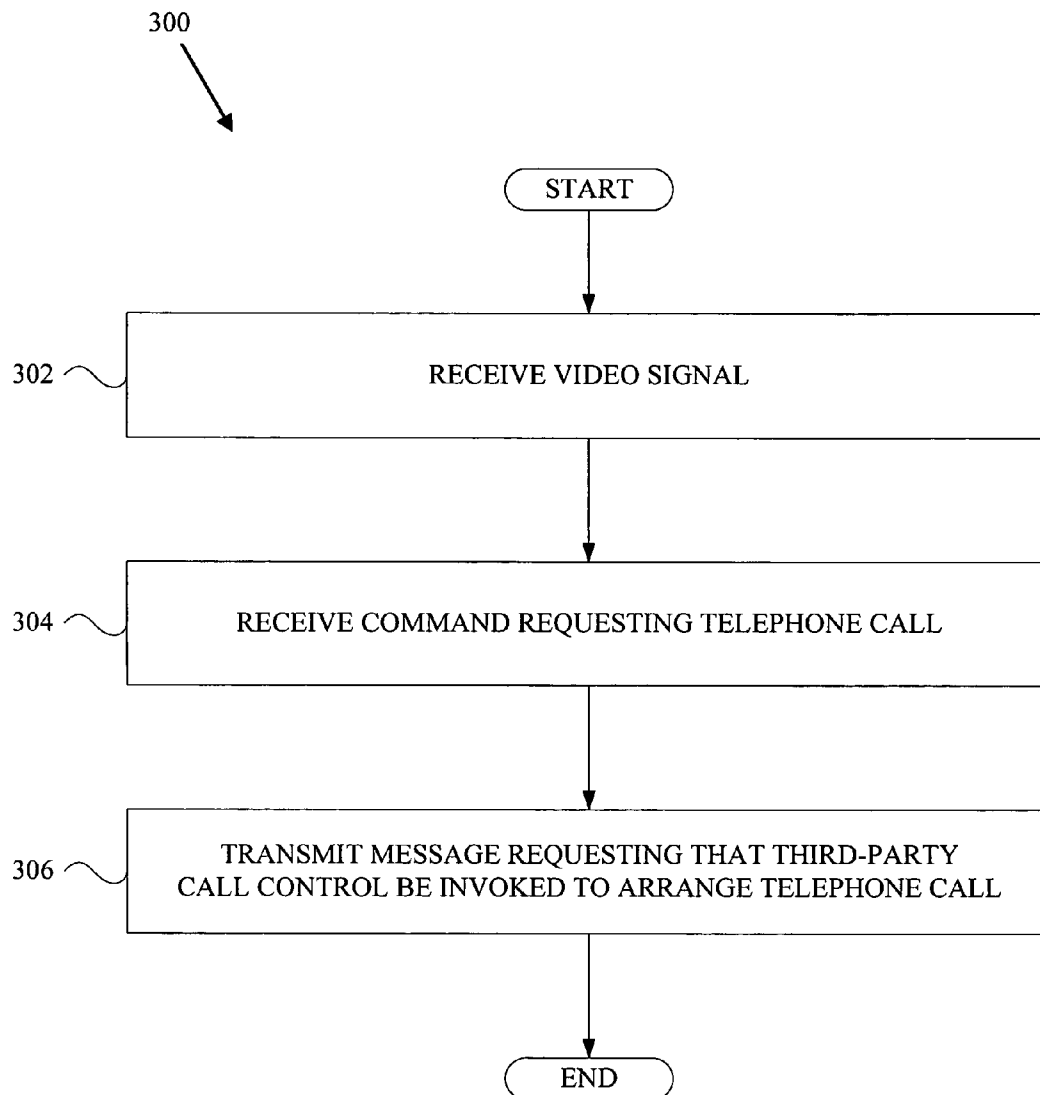 300
START
302
RECEIVE VIDEO SIGNAL
304
RECEIVE COMMAND REQUESTING TELEPHONE CALL
306
TRANSMIT MESSAGE REQUESTING THAT THIRD-PARTY
CALL CONTROL BE INVOKED TO ARRANGE TELEPHONE CALL
END